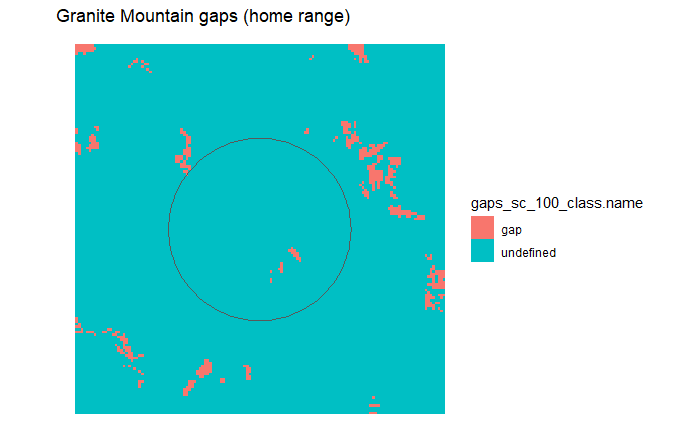 Granite Mountain gaps (home range)
gaps_sc_100_class.name
gap
undefined